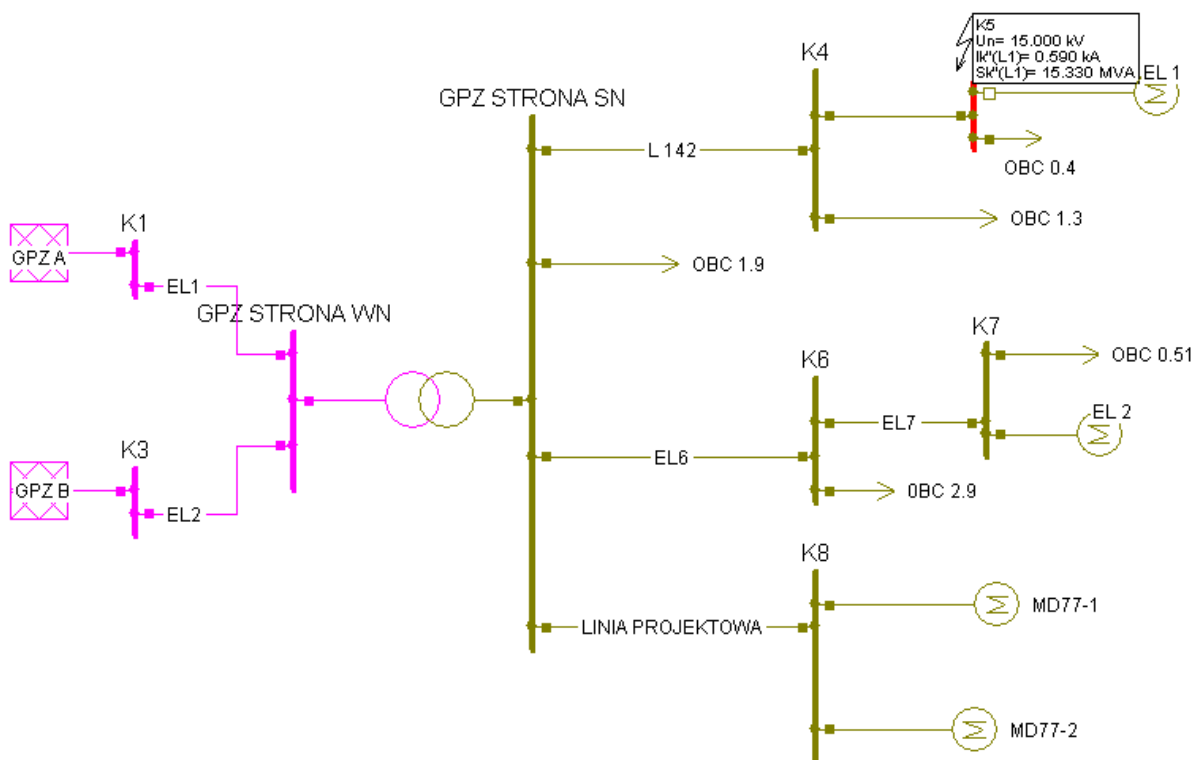 K5
Un= 15.000 kV
Ik"(L1)= 0.590 kA
Sk"(L1)= 15.330 MVA
EL 1
M
K4
GPZ STRONA SN
L 142
OBC 0.4
OBC 1.3
K1
GPZ A
EL1
OBC 1.9
GPZ STRONA WN
K7
OBC 0.51
K6
EL7
EL 2
M
K3
EL6
GPZ B
0BC 2.9
EL2
K8
M
MD77-1
LINIA PROJEKTOWA
M
MD77-2